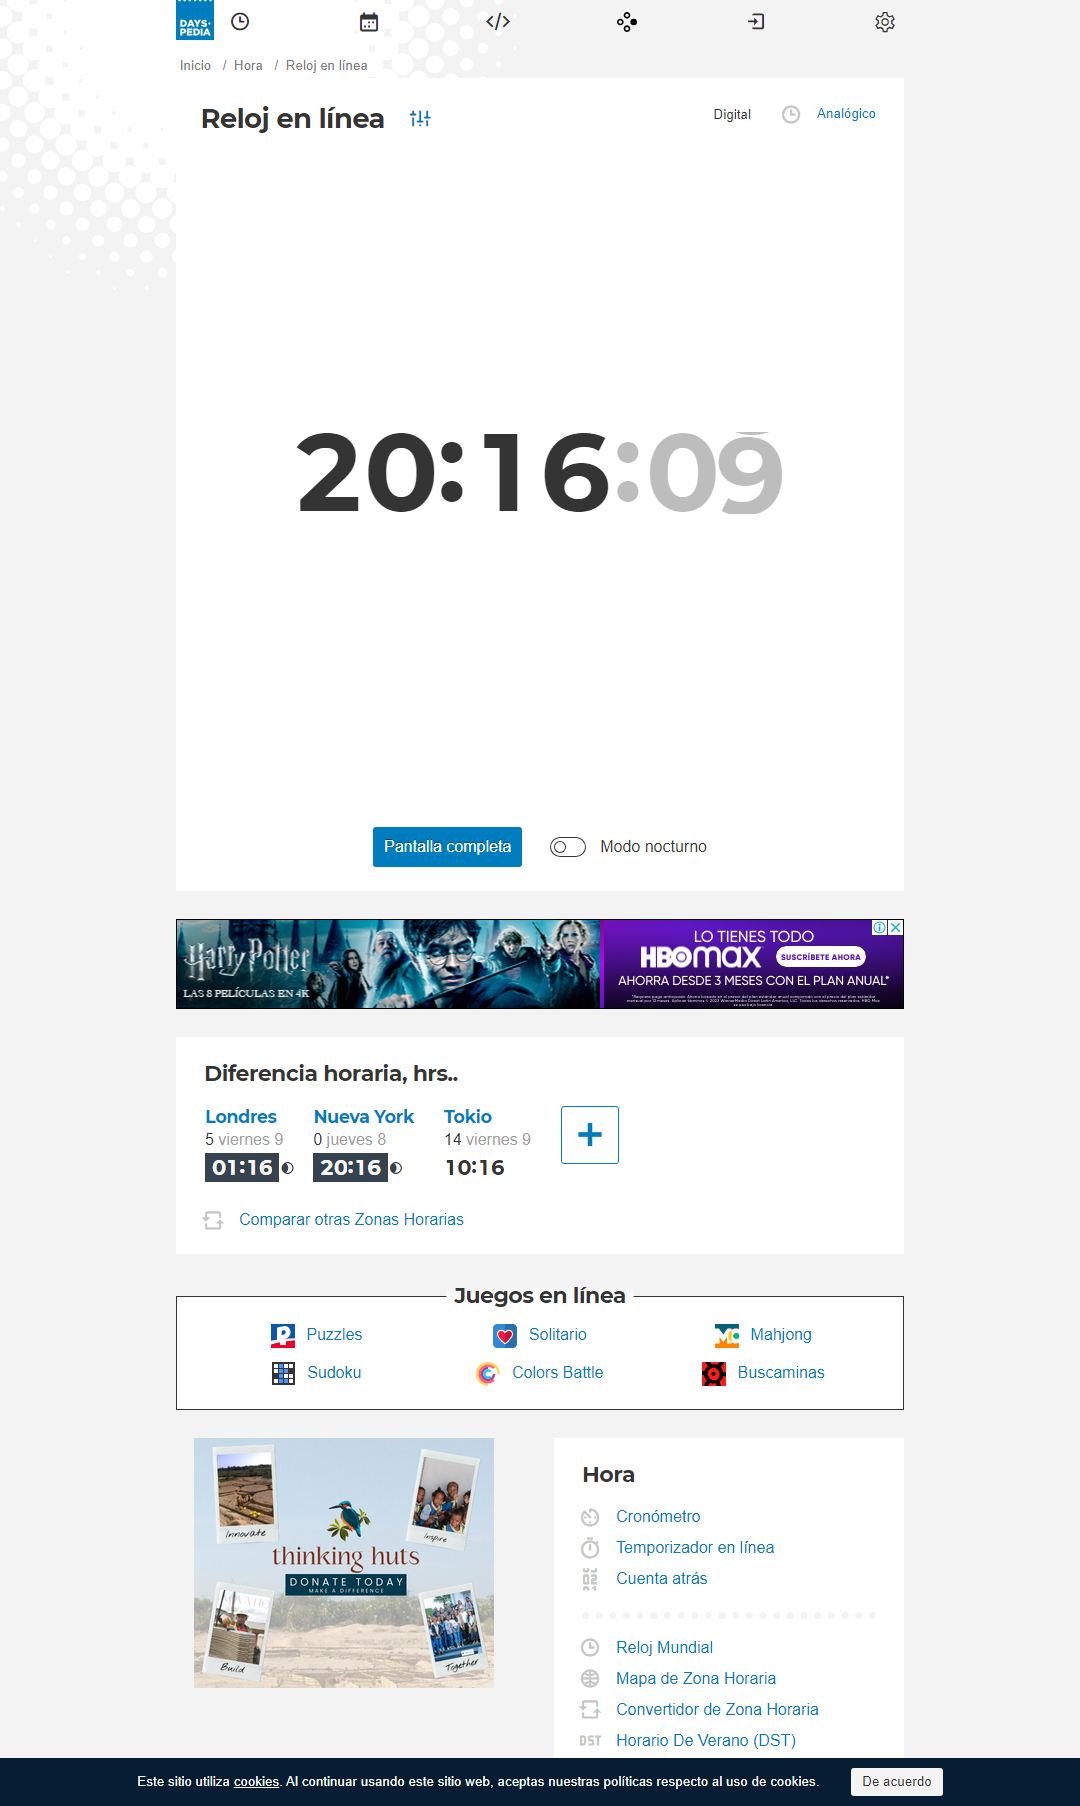 DAYS·
PEDIA
Inicio / Hora / Reloj en línea
Reloj en línea
Digital
Analógico
20:16:09
Pantalla completa
Modo nocturno
Harry Potter
LAS 8 PELÍCULAS EN 4K
LO TIENES TODO
HBOMAX
SUSCRÍBETE AHORA
AHORRA DESDE 3 MESES CON EL PLAN ANUAL*
Diferencia horaria, hrs..
Londres
5 viernes 9
01:16
Nueva York
0 jueves 8
20:16
Tokio
14 viernes 9
10:16
Comparar otras Zonas Horarias
Juegos en línea
Puzzles
Solitario
Mahjong
Sudoku
Colors Battle
Buscaminas
Innovate
Inspire
thinking huts
DONATE TODAY
MAKE A DIFFERENCE
Build
Together
Hora
Cronómetro
Temporizador en línea
02
Cuenta atrás
Reloj Mundial
Mapa de Zona Horaria
Convertidor de Zona Horaria
DST
Horario De Verano (DST)
Este sitio utiliza cookies. Al continuar usando este sitio web, aceptas nuestras políticas respecto al uso de cookies.
De acuerdo